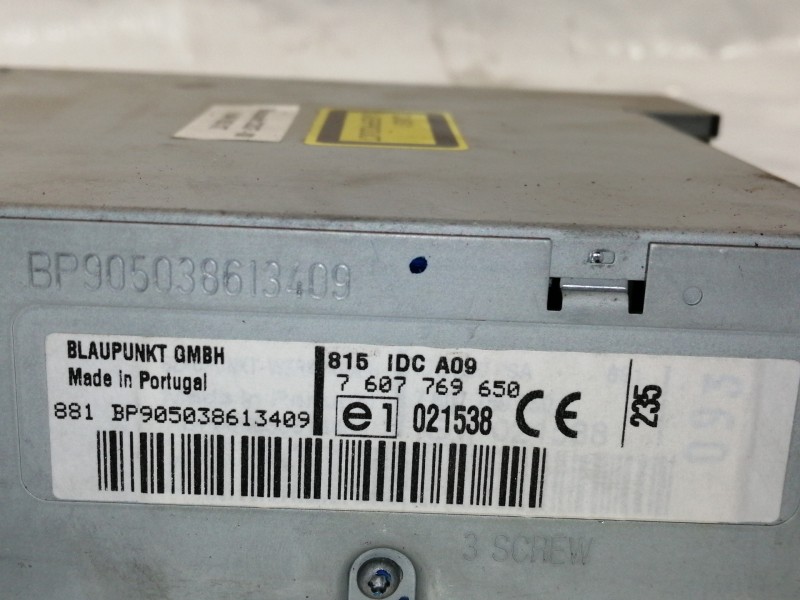 BP905038613409
BLAUPUNKT GMBH
Made in Portugal
881 BP905038613409
815 IDC A09
7 607 769 650
e1 021538 CE
235
093
3 SCREW